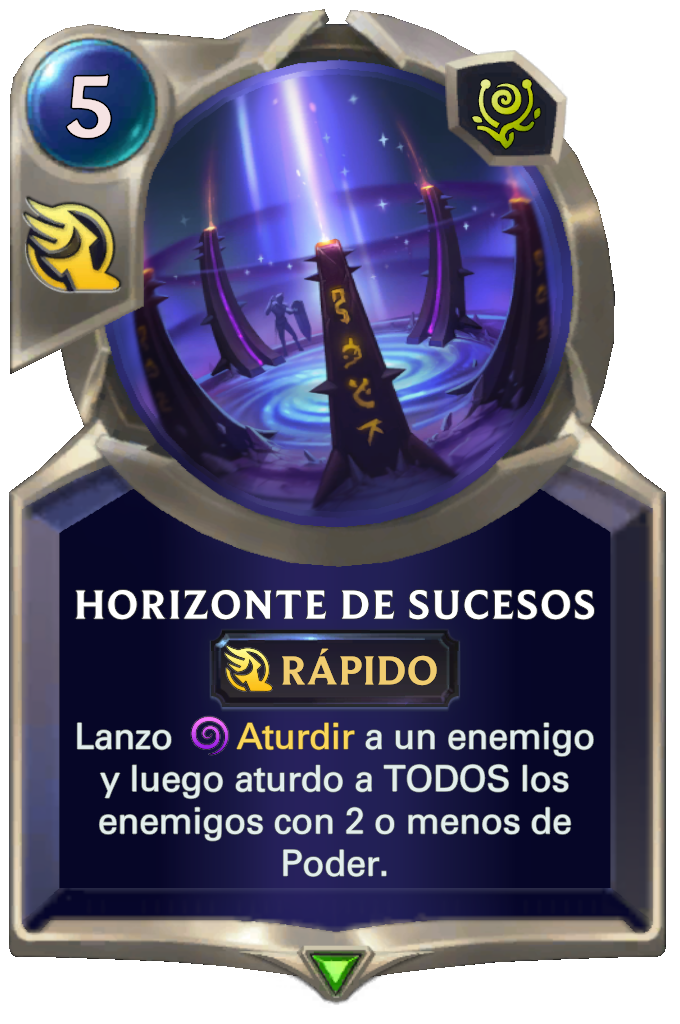 5
HORIZONTE DE SUCESOS
RÁPIDO
Lanzo Aturdir a un enemigo
y luego aturdo a TODOS los
enemigos con 2 o menos de
Poder.